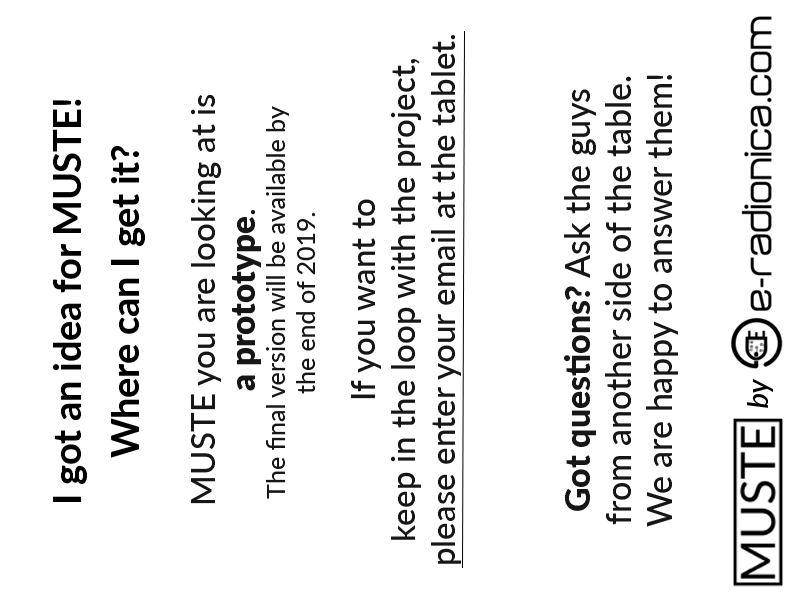 I got an idea for MUSTE!
Where can I get it?
MUSTE you are looking at is
a prototype.
The final version will be available by
the end of 2019.
If you want to
keep in the loop with the project,
please enter your email at the tablet.
Got questions? Ask the guys
from another side of the table.
We are happy to answer them!
MUSTE by e-radionica.com